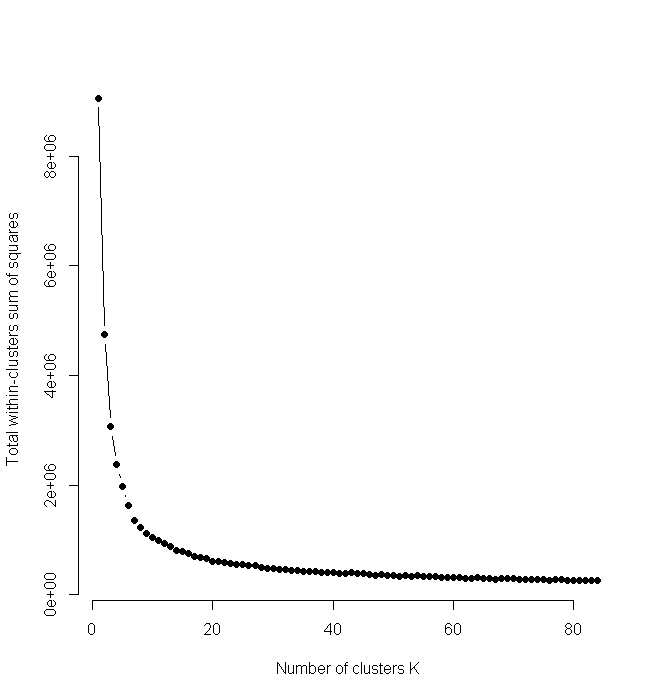 Total within-clusters sum of squares
8e+06
6e+06
4e+06
2e+06
0e+00
0 20 40 60 80
Number of clusters K